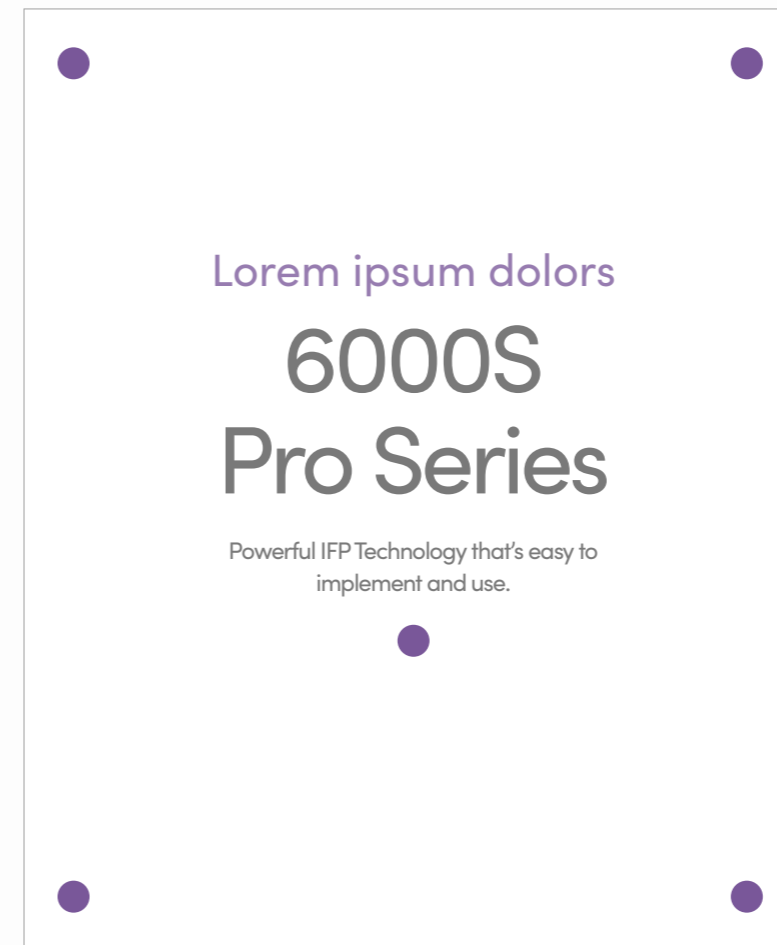 Lorem ipsum dolors
6000S
Pro Series
Powerful IFP Technology that's easy to
implement and use.